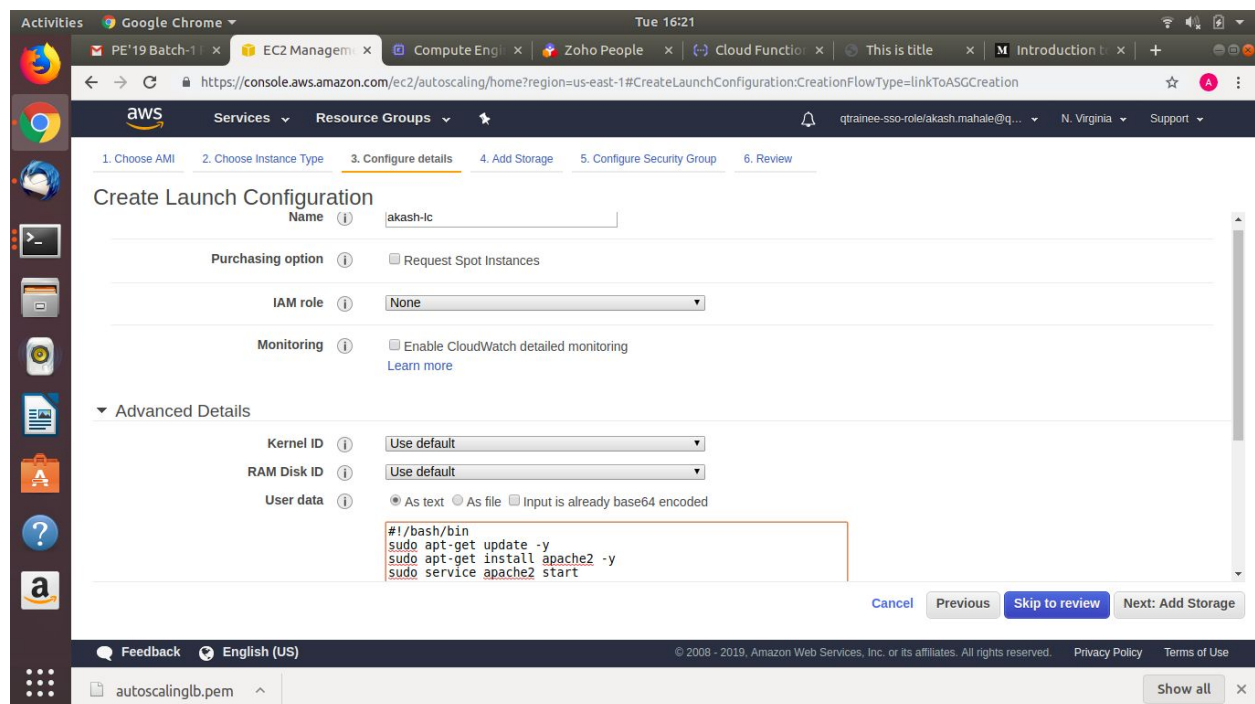 Activities Google Chrome Tue 16:21
PE'19 Batch-1 EC2 Managem Compute Engi Zoho People Cloud Function This is title Introduction t
https://console.aws.amazon.com/ec2/autoscaling/home?region=us-east-1#CreateLaunchConfiguration:CreationFlowType=linkToASGCreation A
aws Services Resource Groups qtrainee-sso-role/akash.mahale@q... N. Virginia Support
1. Choose AMI 2. Choose Instance Type 3. Configure details 4. Add Storage 5. Configure Security Group 6. Review
Create Launch Configuration
Name akash-lc
Purchasing option Request Spot Instances
IAM role None
Monitoring Enable CloudWatch detailed monitoring
Learn more
Advanced Details
Kernel ID Use default
RAM Disk ID Use default
User data As text As file Input is already base64 encoded
#!/bash/bin
sudo apt-get update -y
sudo apt-get install apache2 -y
sudo service apache2 start
Cancel Previous Skip to review Next: Add Storage
Feedback English (US) © 2008 - 2019, Amazon Web Services, Inc. or its affiliates. All rights reserved. Privacy Policy Terms of Use
autoscalinglb.pem Show all